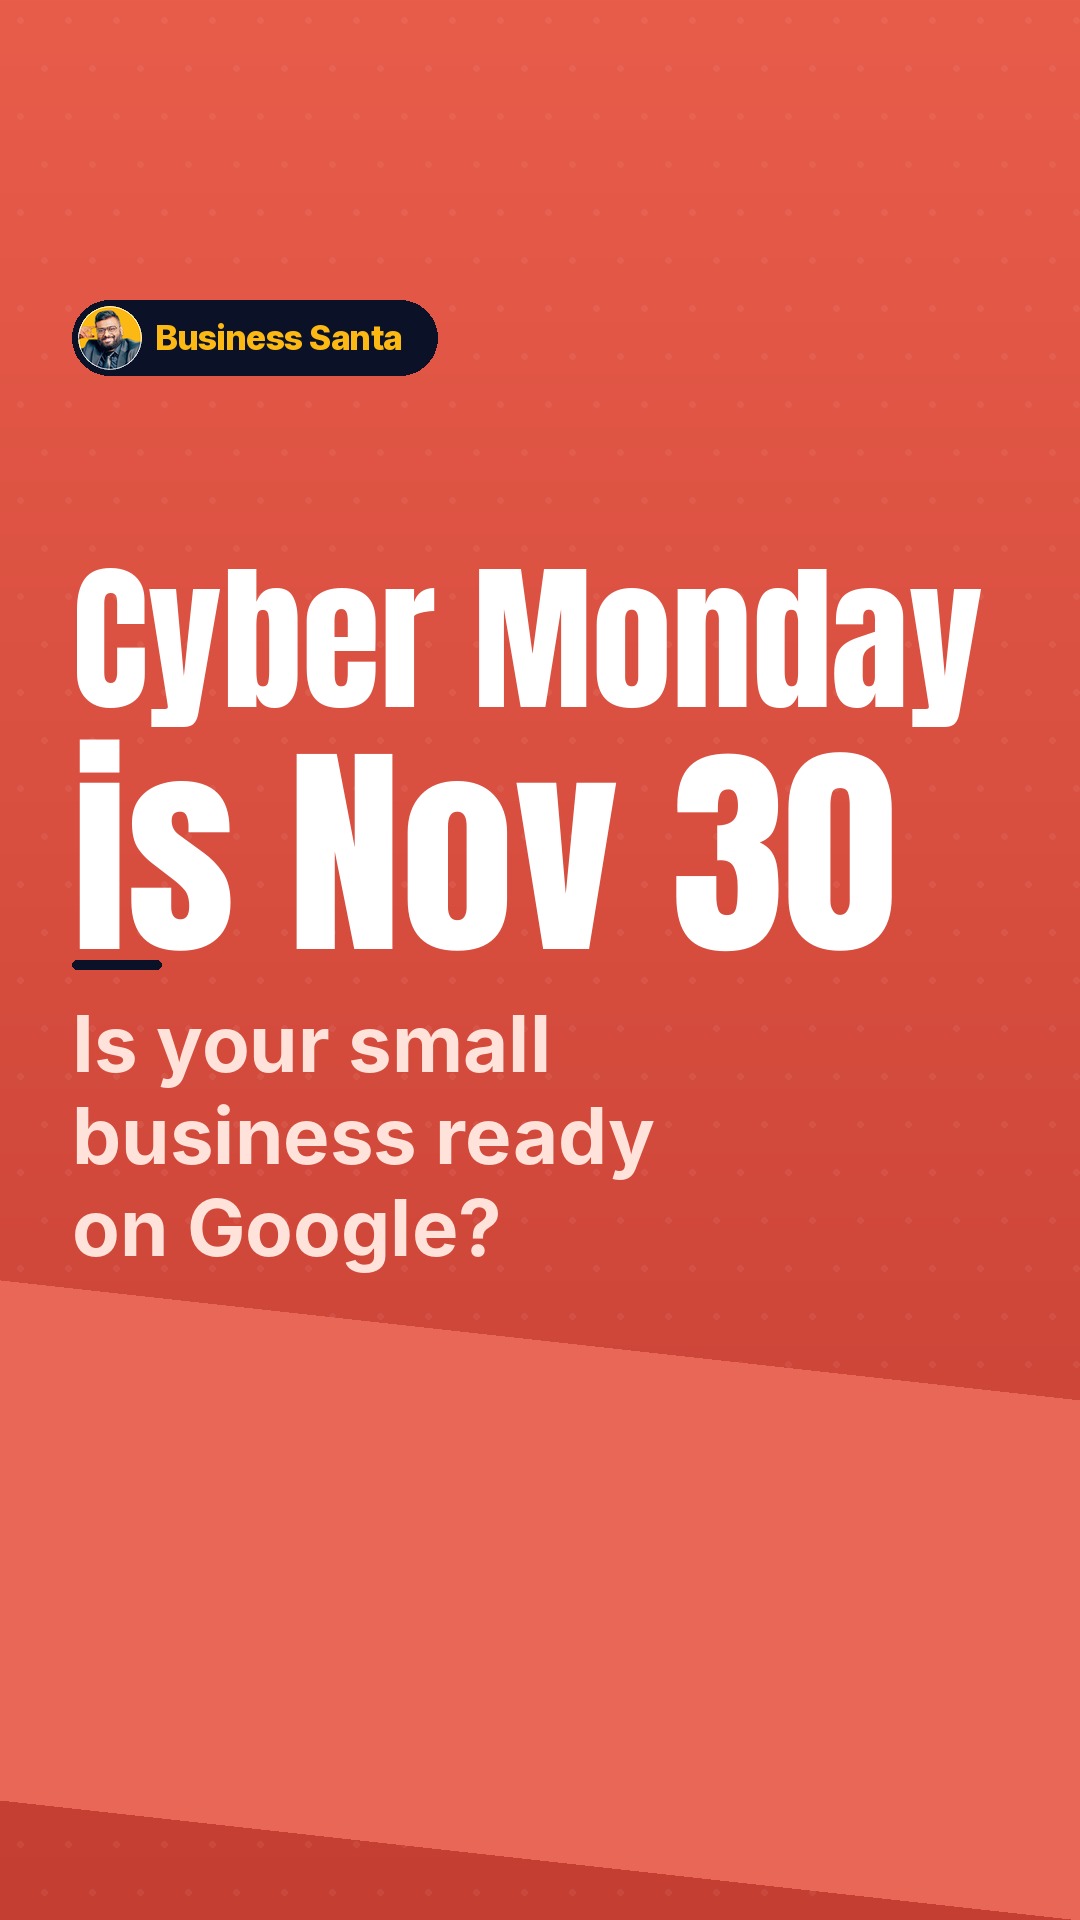 Business Santa
Cyber Monday
is Nov 30
Is your small
business ready
on Google?